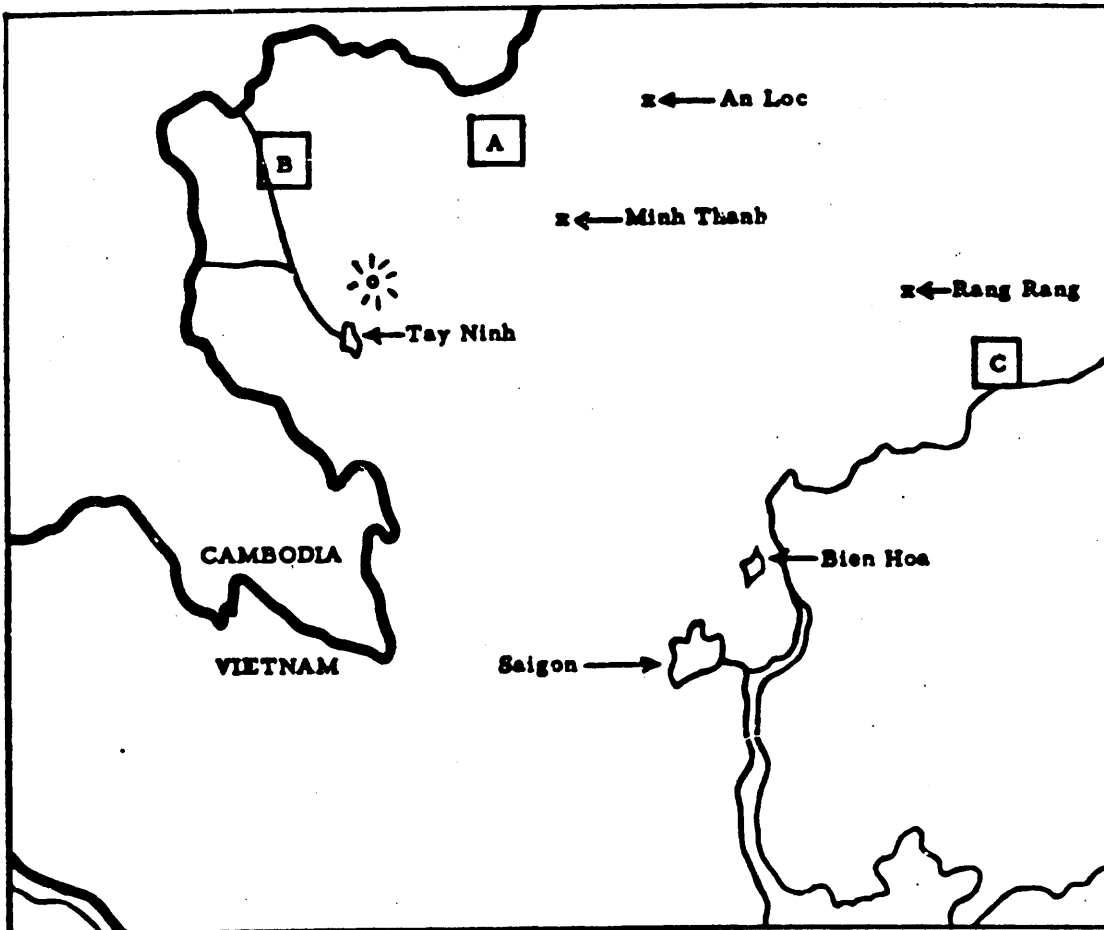 An Loc
A
B
Minh Thanh
Rang Rang
Tay Ninh
C
CAMBODIA
Bien Hoa
VIETNAM
Saigon